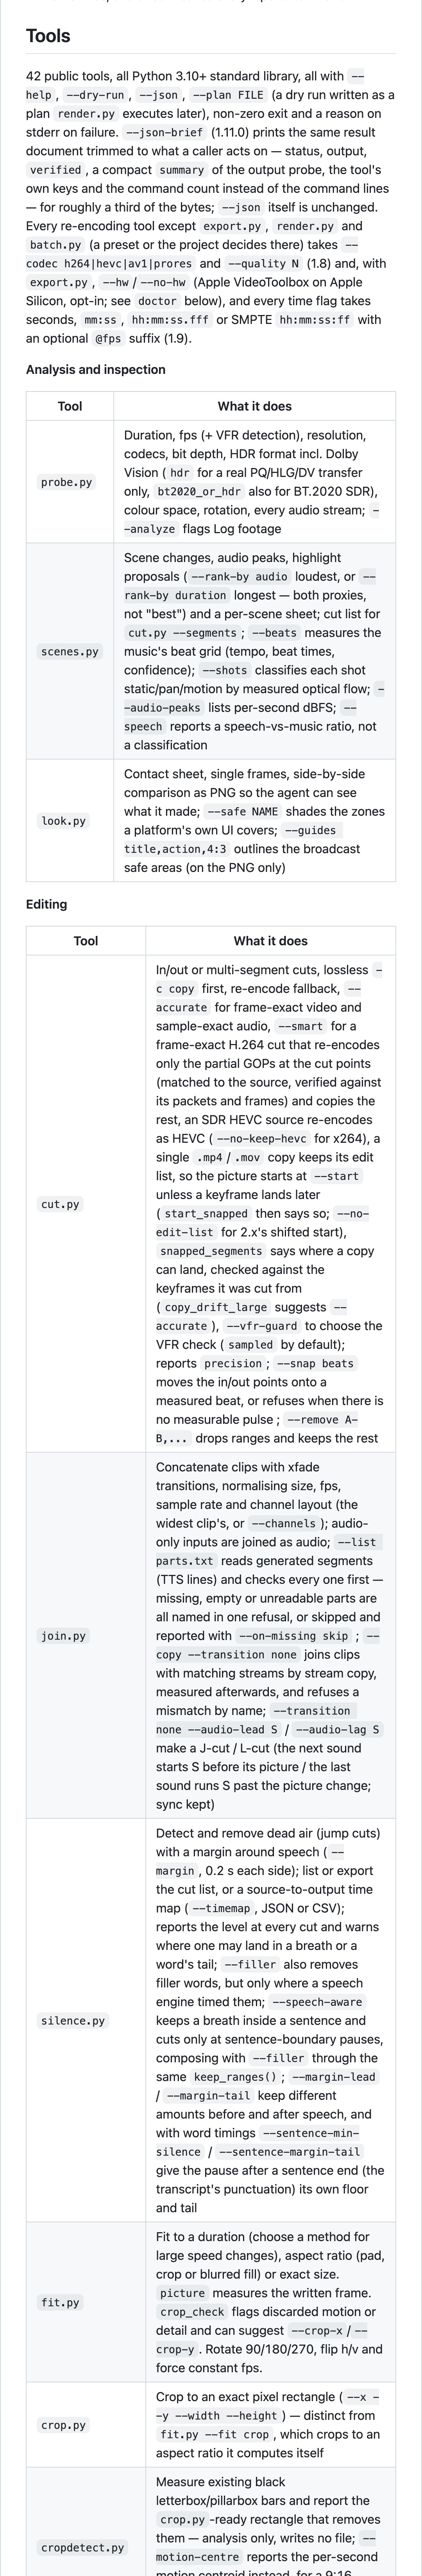 Tools
42 public tools, all Python 3.10+ standard library, all with --
help , --dry-run , --json , --plan FILE (a dry run written as a
plan render.py executes later), non-zero exit and a reason on
stderr on failure. --json-brief (1.11.0) prints the same result
document trimmed to what a caller acts on — status, output,
verified , a compact summary of the output probe, the tool's
own keys and the command count instead of the command lines
— for roughly a third of the bytes; --json itself is unchanged.
Every re-encoding tool except export.py , render.py and
batch.py (a preset or the project decides there) takes --
codec h264|hevc|av1|prores and --quality N (1.8) and, with
export.py , --hw / --no-hw (Apple VideoToolbox on Apple
Silicon, opt-in; see doctor below), and every time flag takes
seconds, mm:ss , hh:mm:ss.fff or SMPTE hh:mm:ss:ff with
an optional @fps suffix (1.9).
Analysis and inspection
Tool What it does
probe.py
Duration, fps (+ VFR detection), resolution,
codecs, bit depth, HDR format incl. Dolby
Vision ( hdr for a real PQ/HLG/DV transfer
only, bt2020_or_hdr also for BT.2020 SDR),
colour space, rotation, every audio stream; -
-analyze flags Log footage
scenes.py
Scene changes, audio peaks, highlight
proposals ( --rank-by audio loudest, or --
rank-by duration longest — both proxies,
not "best") and a per-scene sheet; cut list for
cut.py --segments ; --beats measures the
music's beat grid (tempo, beat times,
confidence); --shots classifies each shot
static/pan/motion by measured optical flow; -
-audio-peaks lists per-second dBFS; --
speech reports a speech-vs-music ratio, not
a classification
look.py
Contact sheet, single frames, side-by-side
comparison as PNG so the agent can see
what it made; --safe NAME shades the zones
a platform's own UI covers; --guides
title,action,4:3 outlines the broadcast
safe areas (on the PNG only)
Editing
Tool What it does
cut.py
In/out or multi-segment cuts, lossless -
c copy first, re-encode fallback, --
accurate for frame-exact video and
sample-exact audio, --smart for a
frame-exact H.264 cut that re-encodes
only the partial GOPs at the cut points
(matched to the source, verified against
its packets and frames) and copies the
rest, an SDR HEVC source re-encodes
as HEVC ( --no-keep-hevc for x264), a
single .mp4 / .mov copy keeps its edit
list, so the picture starts at --start
unless a keyframe lands later
( start_snapped then says so; --no-
edit-list for 2.x's shifted start),
snapped_segments says where a copy
can land, checked against the
keyframes it was cut from
( copy_drift_large suggests --
accurate ), --vfr-guard to choose the
VFR check ( sampled by default);
reports precision ; --snap beats
moves the in/out points onto a
measured beat, or refuses when there is
no measurable pulse ; --remove A-
B,... drops ranges and keeps the rest
join.py
Concatenate clips with xfade
transitions, normalising size, fps,
sample rate and channel layout (the
widest clip's, or --channels ); audio-
only inputs are joined as audio; --list
parts.txt reads generated segments
(TTS lines) and checks every one first —
missing, empty or unreadable parts are
all named in one refusal, or skipped and
reported with --on-missing skip ; --
copy --transition none joins clips
with matching streams by stream copy,
measured afterwards, and refuses a
mismatch by name; --transition
none --audio-lead S / --audio-lag S
make a J-cut / L-cut (the next sound
starts S before its picture / the last
sound runs S past the picture change;
sync kept)
silence.py
Detect and remove dead air (jump cuts)
with a margin around speech ( --
margin , 0.2 s each side); list or export
the cut list, or a source-to-output time
map ( --timemap , JSON or CSV);
reports the level at every cut and warns
where one may land in a breath or a
word's tail; --filler also removes
filler words, but only where a speech
engine timed them; --speech-aware
keeps a breath inside a sentence and
cuts only at sentence-boundary pauses,
composing with --filler through the
same keep_ranges() ; --margin-lead
/ --margin-tail keep different
amounts before and after speech, and
with word timings --sentence-min-
silence / --sentence-margin-tail
give the pause after a sentence end (the
transcript's punctuation) its own floor
and tail
fit.py
Fit to a duration (choose a method for
large speed changes), aspect ratio (pad,
crop or blurred fill) or exact size.
picture measures the written frame.
crop_check flags discarded motion or
detail and can suggest --crop-x / --
crop-y . Rotate 90/180/270, flip h/v and
force constant fps.
crop.py
Crop to an exact pixel rectangle ( --x -
-y --width --height ) — distinct from
fit.py --fit crop , which crops to an
aspect ratio it computes itself
cropdetect.py
Measure existing black
letterbox/pillarbox bars and report the
crop.py -ready rectangle that removes
them — analysis only, writes no file; --
motion-centre reports the per-second
motion centroid instead, for a 9:16